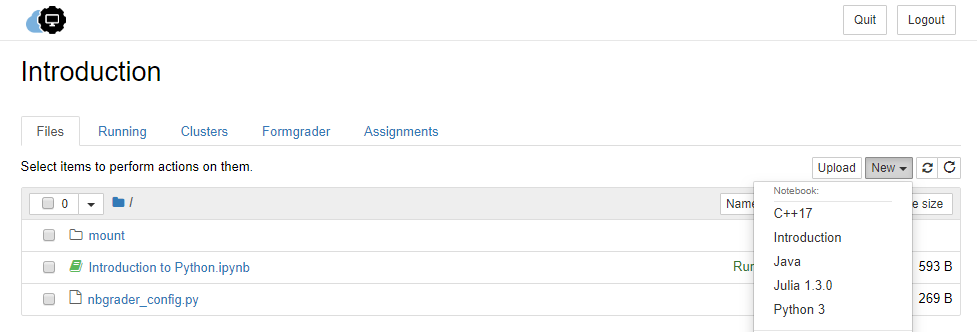 Quit Logout
Introduction
Files Running Clusters Formgrader Assignments
Select items to perform actions on them. Upload New
Notebook:
0 / Name e size
C++17
mount
Introduction
Java
Introduction to Python.ipynb Run 593 B
Julia 1.3.0
nbgrader_config.py 269 B
Python 3